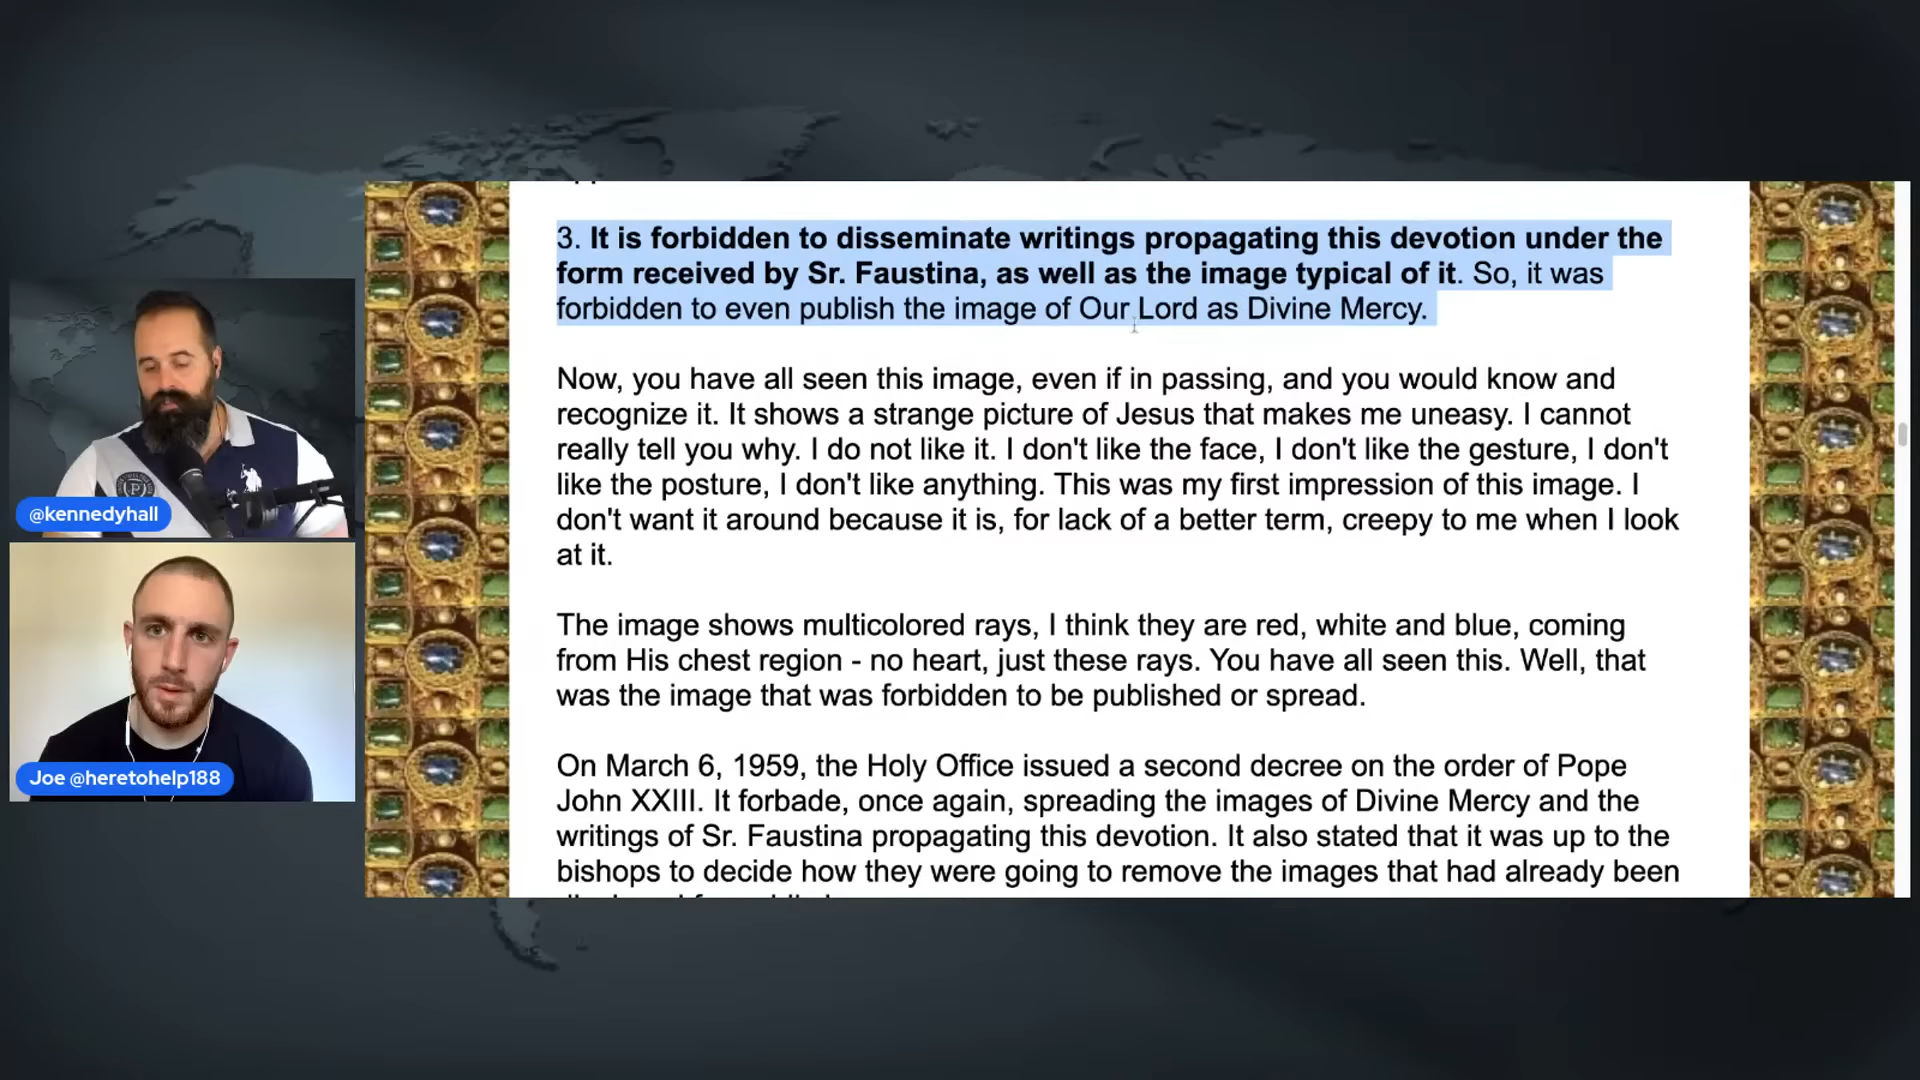 3. It is forbidden to disseminate writings propagating this devotion under the
form received by Sr. Faustina, as well as the image typical of it. So, it was
forbidden to even publish the image of Our Lord as Divine Mercy.
Now, you have all seen this image, even if in passing, and you would know and
recognize it. It shows a strange picture of Jesus that makes me uneasy. I cannot
really tell you why. I do not like it. I don't like the face, I don't like the gesture, I don't
like the posture, I don't like anything. This was my first impression of this image. I
don't want it around because it is, for lack of a better term, creepy to me when I look
at it.
The image shows multicolored rays, I think they are red, white and blue, coming
from His chest region - no heart, just these rays. You have all seen this. Well, that
was the image that was forbidden to be published or spread.
On March 6, 1959, the Holy Office issued a second decree on the order of Pope
John XXIII. It forbade, once again, spreading the images of Divine Mercy and the
writings of Sr. Faustina propagating this devotion. It also stated that it was up to the
bishops to decide how they were going to remove the images that had already been
@kennedyhall
Joe @heretohelp188